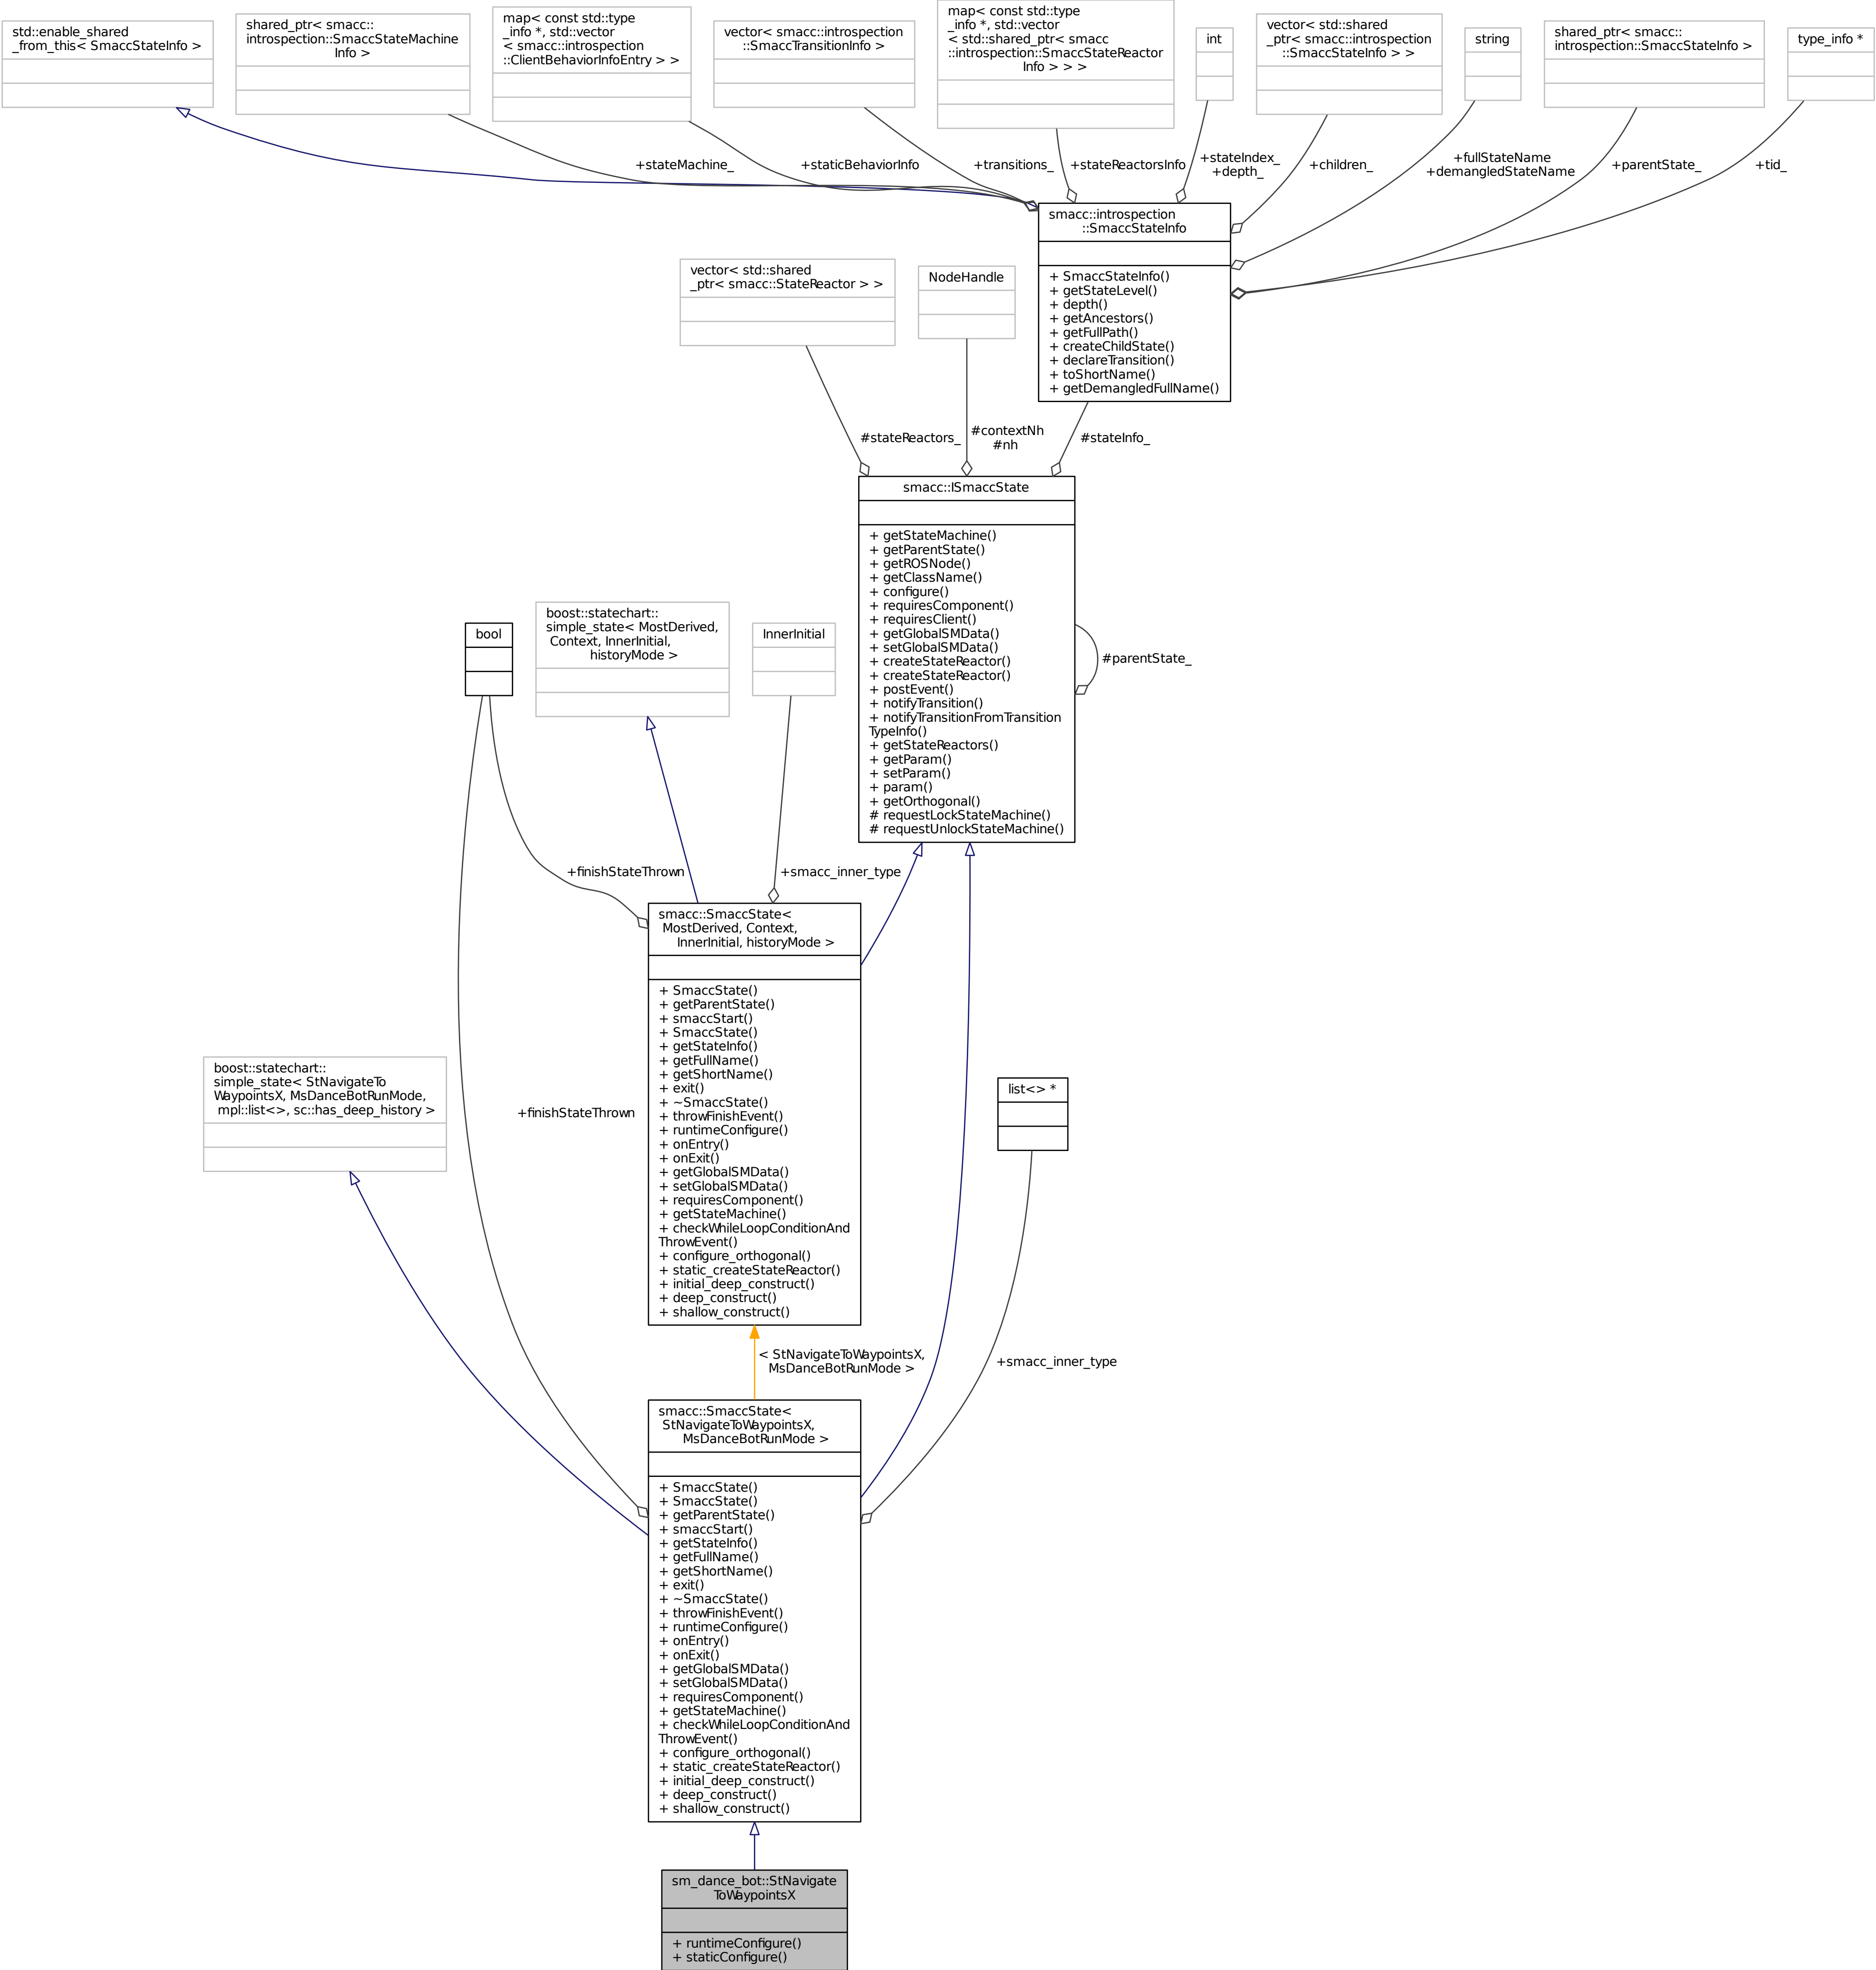 std::enable_shared
_from_this< SmaccStateInfo >
shared_ptr< smacc::
introspection::SmaccStateMachine
Info >
map< const std::type
_info *, std::vector
< smacc::introspection
::ClientBehaviorInfoEntry > >
vector< smacc::introspection
::SmaccTransitionInfo >
map< const std::type
_info *, std::vector
< std::shared_ptr< smacc
::introspection::SmaccStateReactor
Info > > >
int
vector< std::shared
_ptr< smacc::introspection
::SmaccStateInfo > >
string
shared_ptr< smacc::
introspection::SmaccStateInfo >
type_info *
+stateMachine_
+staticBehaviorInfo
+transitions_
+stateReactorsInfo
+stateIndex_
+depth_
+children_
+fullStateName
+demangledStateName
+parentState_
+tid_
smacc::introspection
::SmaccStateInfo
+ SmaccStateInfo()
+ getStateLevel()
+ depth()
+ getAncestors()
+ getFullPath()
+ createChildState()
+ declareTransition()
+ toShortName()
+ getDemangledFullName()
vector< std::shared
_ptr< smacc::StateReactor > >
NodeHandle
#stateReactors_
#contextNh
#nh
#stateInfo_
smacc::ISmaccState
+ getStateMachine()
+ getParentState()
+ getROSNode()
+ getClassName()
+ configure()
+ requiresComponent()
+ requiresClient()
+ getGlobalSMData()
+ setGlobalSMData()
+ createStateReactor()
+ createStateReactor()
+ postEvent()
+ notifyTransition()
+ notifyTransitionFromTransition
TypeInfo()
+ getStateReactors()
+ getParam()
+ setParam()
+ param()
+ getOrthogonal()
# requestLockStateMachine()
# requestUnlockStateMachine()
#parentState_
bool
boost::statechart::
simple_state< MostDerived,
Context, InnerInitial,
historyMode >
InnerInitial
+finishStateThrown
+smacc_inner_type
smacc::SmaccState<
MostDerived, Context,
InnerInitial, historyMode >
+ SmaccState()
+ getParentState()
+ smaccStart()
+ SmaccState()
+ getStateInfo()
+ getFullName()
+ getShortName()
+ exit()
+ ~SmaccState()
+ throwFinishEvent()
+ runtimeConfigure()
+ onEntry()
+ onExit()
+ getGlobalSMData()
+ setGlobalSMData()
+ requiresComponent()
+ getStateMachine()
+ checkWhileLoopConditionAnd
ThrowEvent()
+ configure_orthogonal()
+ static_createStateReactor()
+ initial_deep_construct()
+ deep_construct()
+ shallow_construct()
boost::statechart::
simple_state< StNavigateTo
WaypointsX, MsDanceBotRunMode,
mpl::list<>, sc::has_deep_history >
+finishStateThrown
list<> *
< StNavigateToWaypointsX,
MsDanceBotRunMode >
+smacc_inner_type
smacc::SmaccState<
StNavigateToWaypointsX,
MsDanceBotRunMode >
+ SmaccState()
+ SmaccState()
+ getParentState()
+ smaccStart()
+ getStateInfo()
+ getFullName()
+ getShortName()
+ exit()
+ ~SmaccState()
+ throwFinishEvent()
+ runtimeConfigure()
+ onEntry()
+ onExit()
+ getGlobalSMData()
+ setGlobalSMData()
+ requiresComponent()
+ getStateMachine()
+ checkWhileLoopConditionAnd
ThrowEvent()
+ configure_orthogonal()
+ static_createStateReactor()
+ initial_deep_construct()
+ deep_construct()
+ shallow_construct()
sm_dance_bot::StNavigate
ToWaypointsX
+ runtimeConfigure()
+ staticConfigure()